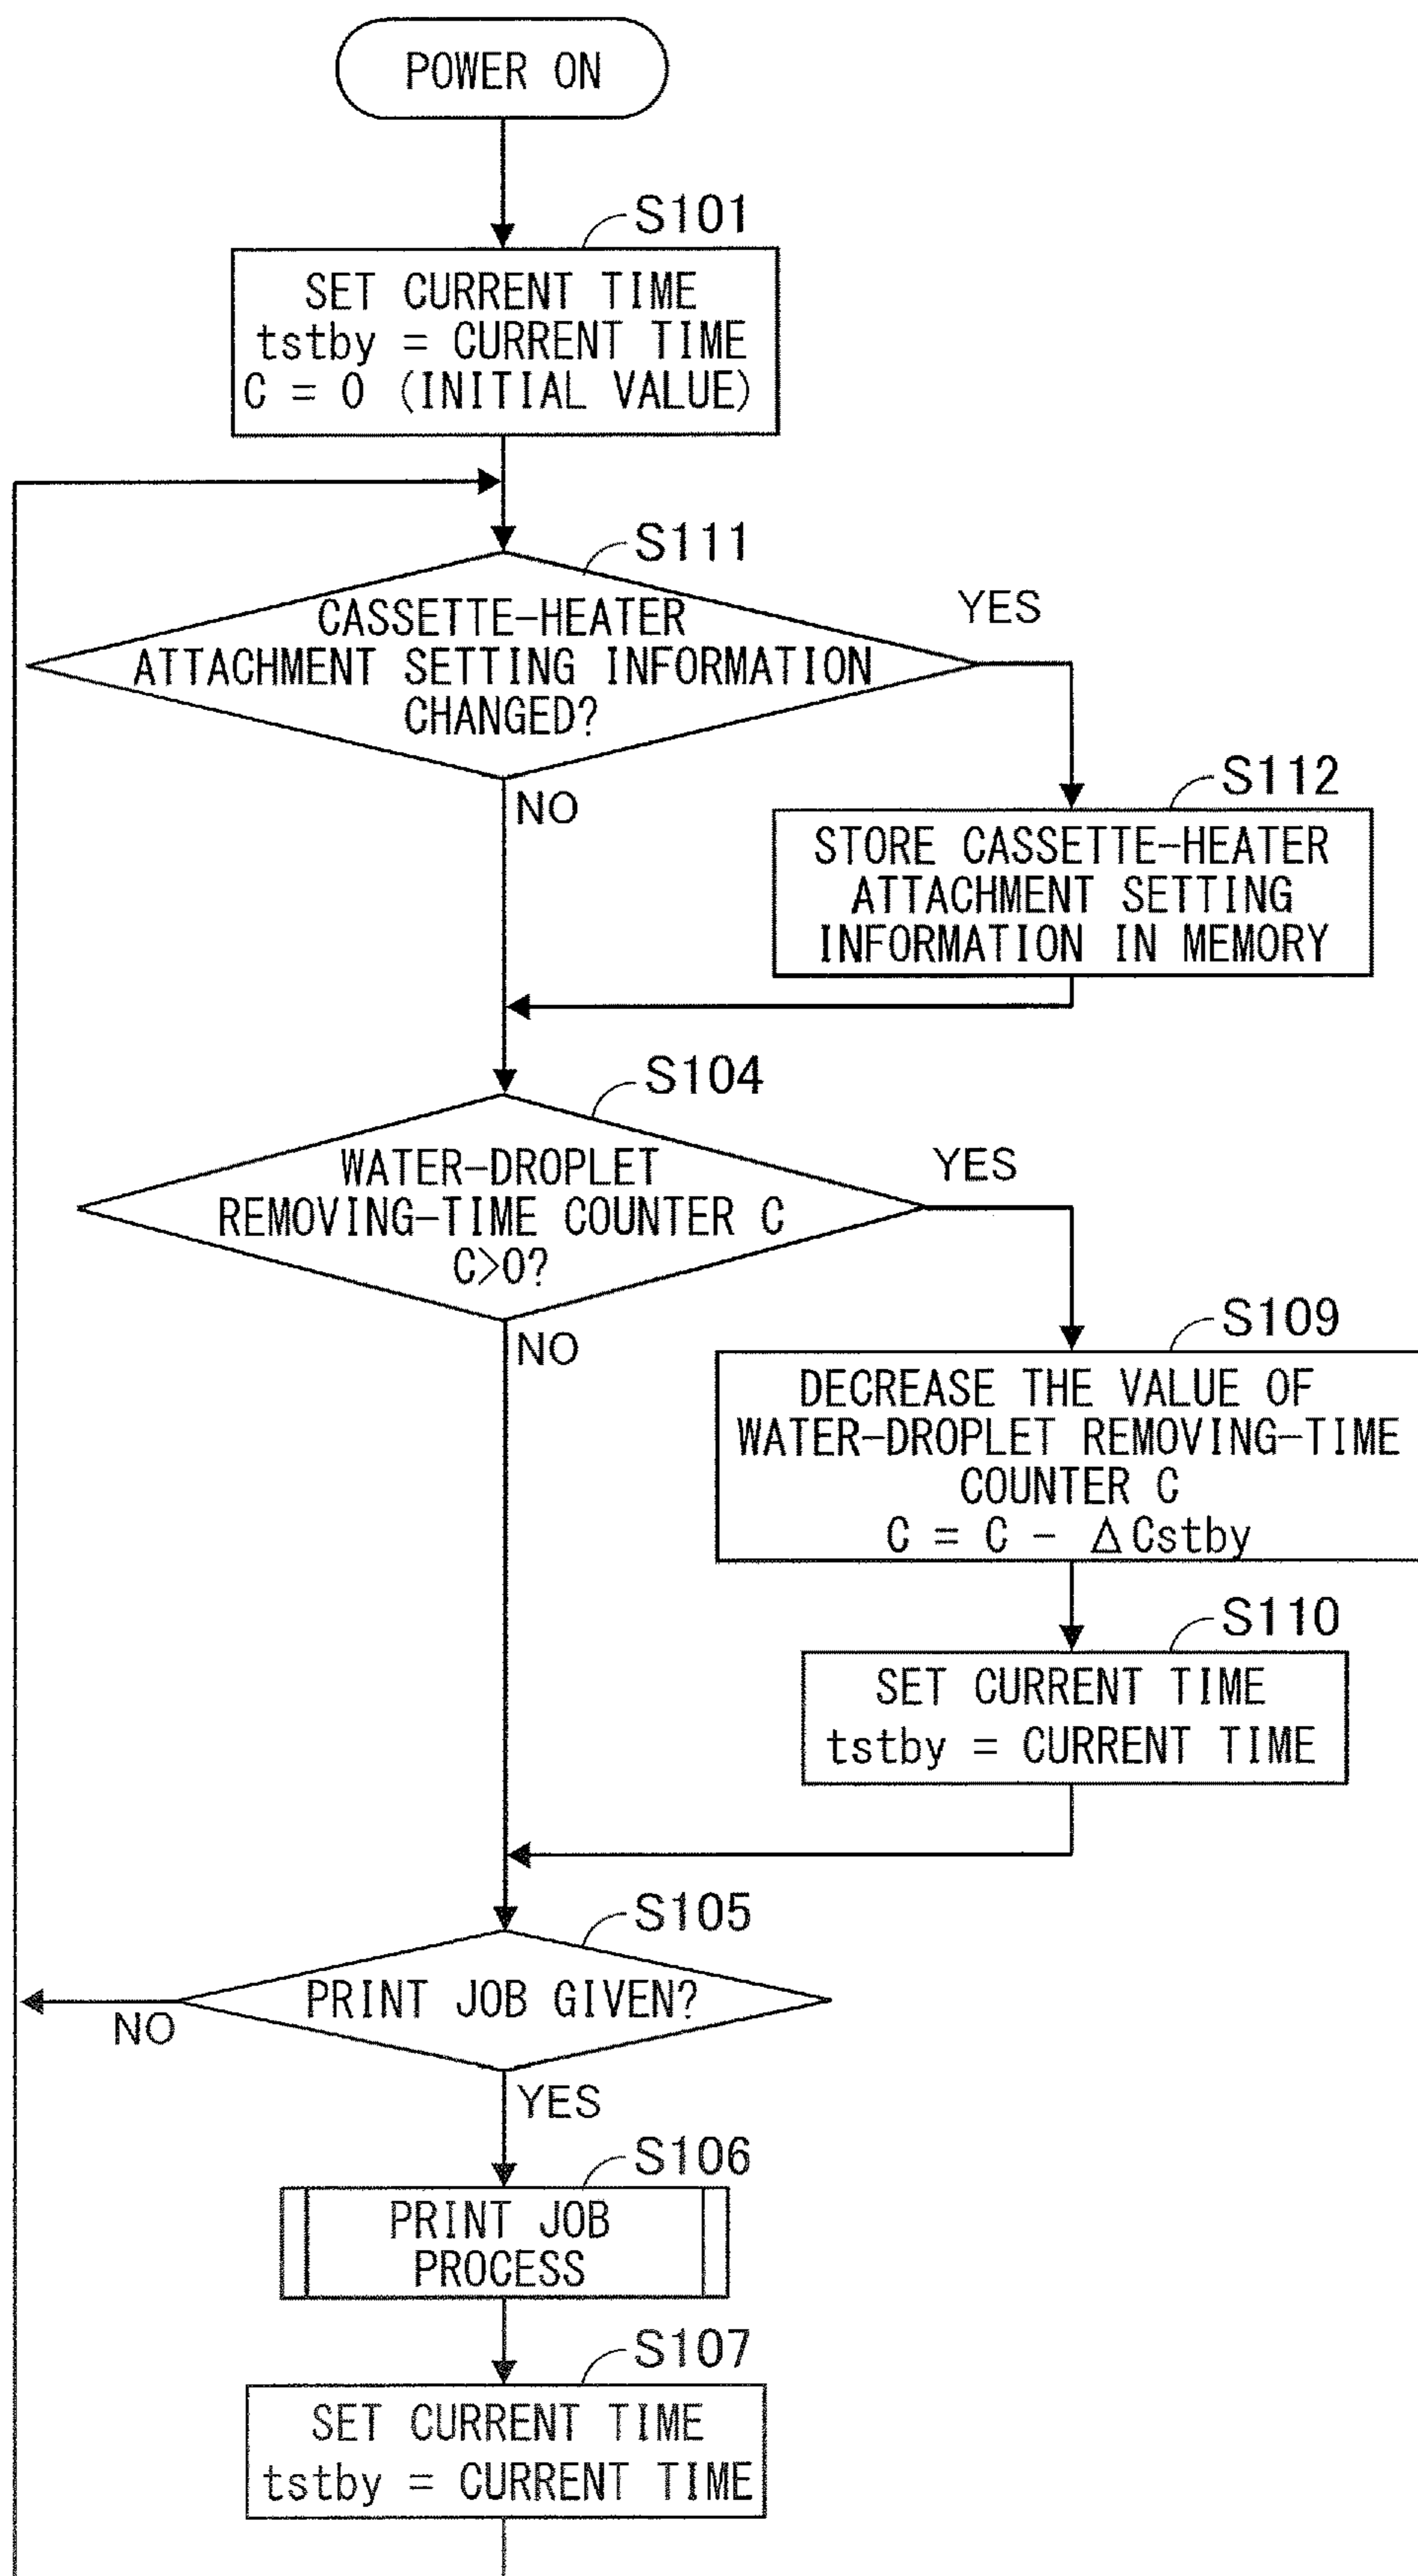 POWER ON
S101
SET CURRENT TIME
tstby = CURRENT TIME
C = 0 (INITIAL VALUE)
S111
CASSETTE-HEATER
ATTACHMENT SETTING INFORMATION
CHANGED?
YES
NO
S112
STORE CASSETTE-HEATER
ATTACHMENT SETTING
INFORMATION IN MEMORY
S104
WATER-DROPLET
REMOVING-TIME COUNTER C
C>0?
YES
NO
S109
DECREASE THE VALUE OF
WATER-DROPLET REMOVING-TIME
COUNTER C
C = C - ΔCstby
S110
SET CURRENT TIME
tstby = CURRENT TIME
S105
PRINT JOB GIVEN?
NO
YES
S106
PRINT JOB
PROCESS
S107
SET CURRENT TIME
tstby = CURRENT TIME